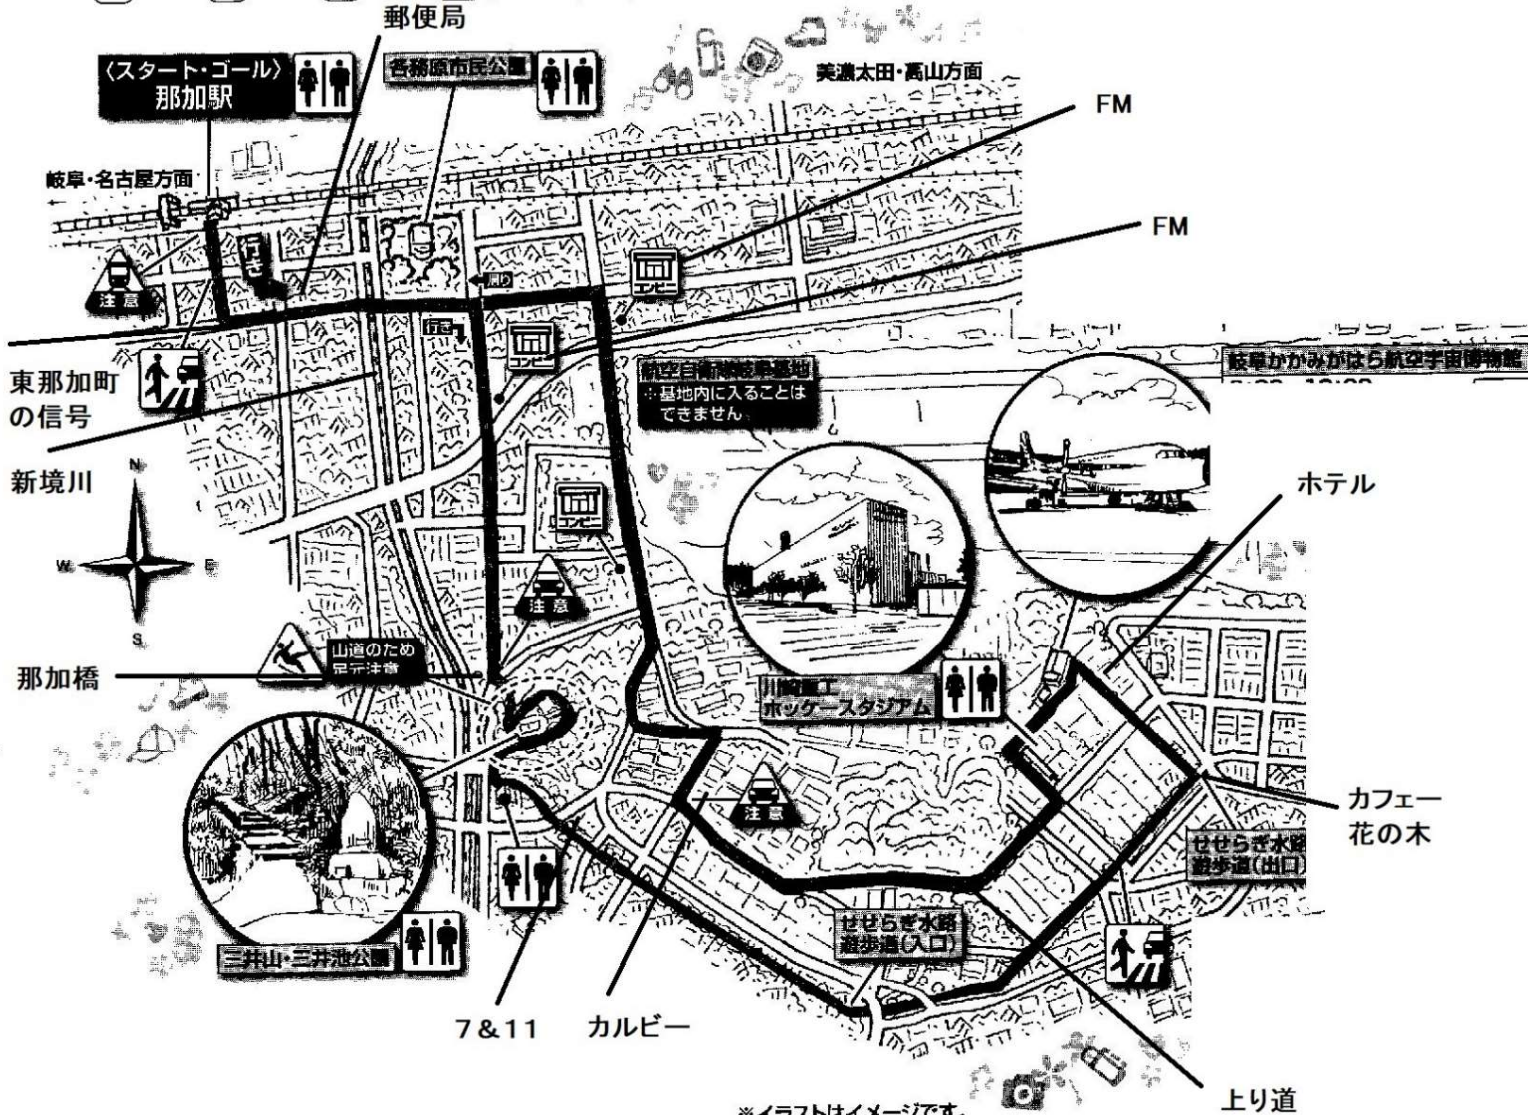 郵便局
〈スタート・ゴール〉
那加駅
各務原市民公園
美濃太田・高山方面
FM
岐阜・名古屋方面
FM
行き
注意
コンビニ
帰り
行き
コンビニ
東那加町
の信号
航空自衛隊岐阜基地
※基地内に入ることは
できません
岐阜かかみがはら航空宇宙博物館
新境川
N
W
E
S
ホテル
コンビニ
注意
山道のため
足元注意
那加橋
川崎重工
ホッケースタジアム
注意
カフェー
花の木
せせらぎ水路
遊歩道(出口)
せせらぎ水路
遊歩道(入口)
三井山・三井池公園
7&11
カルビー
上り道
※イラストはイメージです。